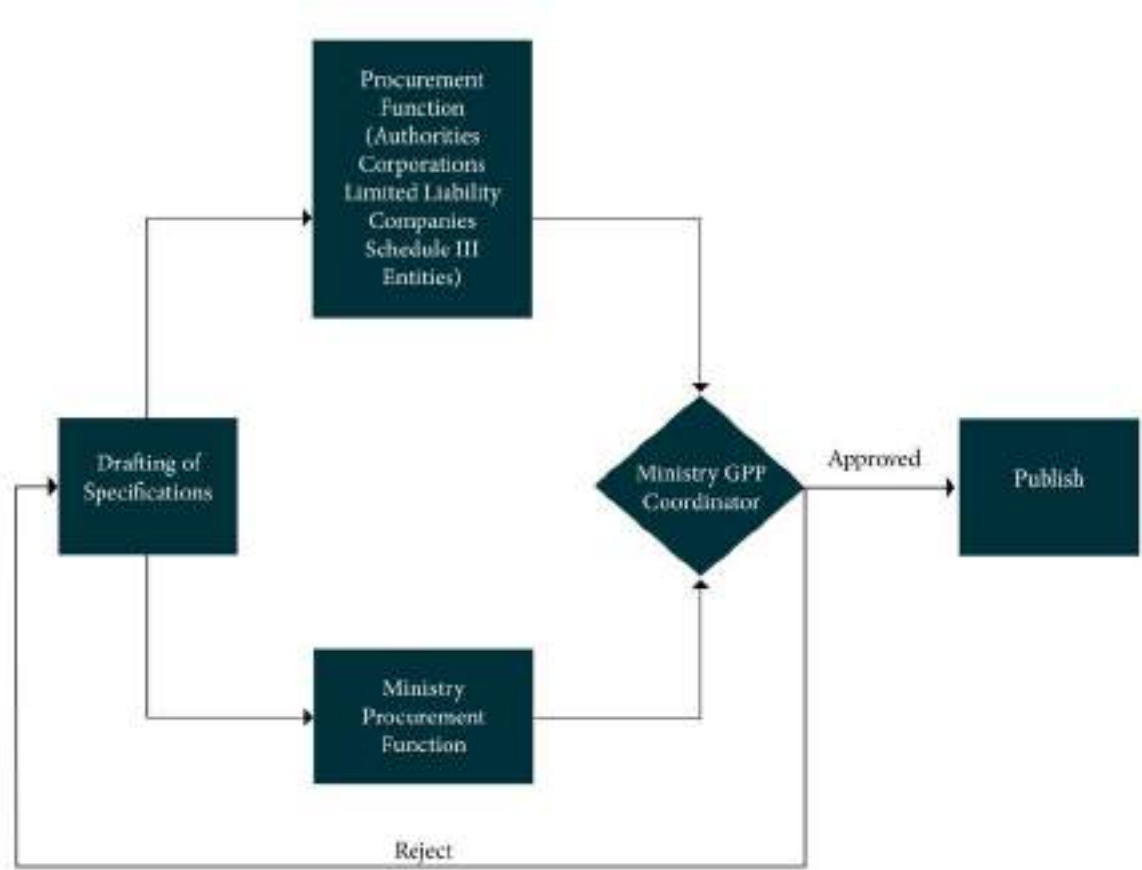 Procurement
Function
(Authorities
Corporations
Limited Liability
Companies
Schedule III
Entities)
Drafting of
Specifications
Ministry GPP
Coordinator
Approved
Publish
Ministry
Procurement
Function
Reject